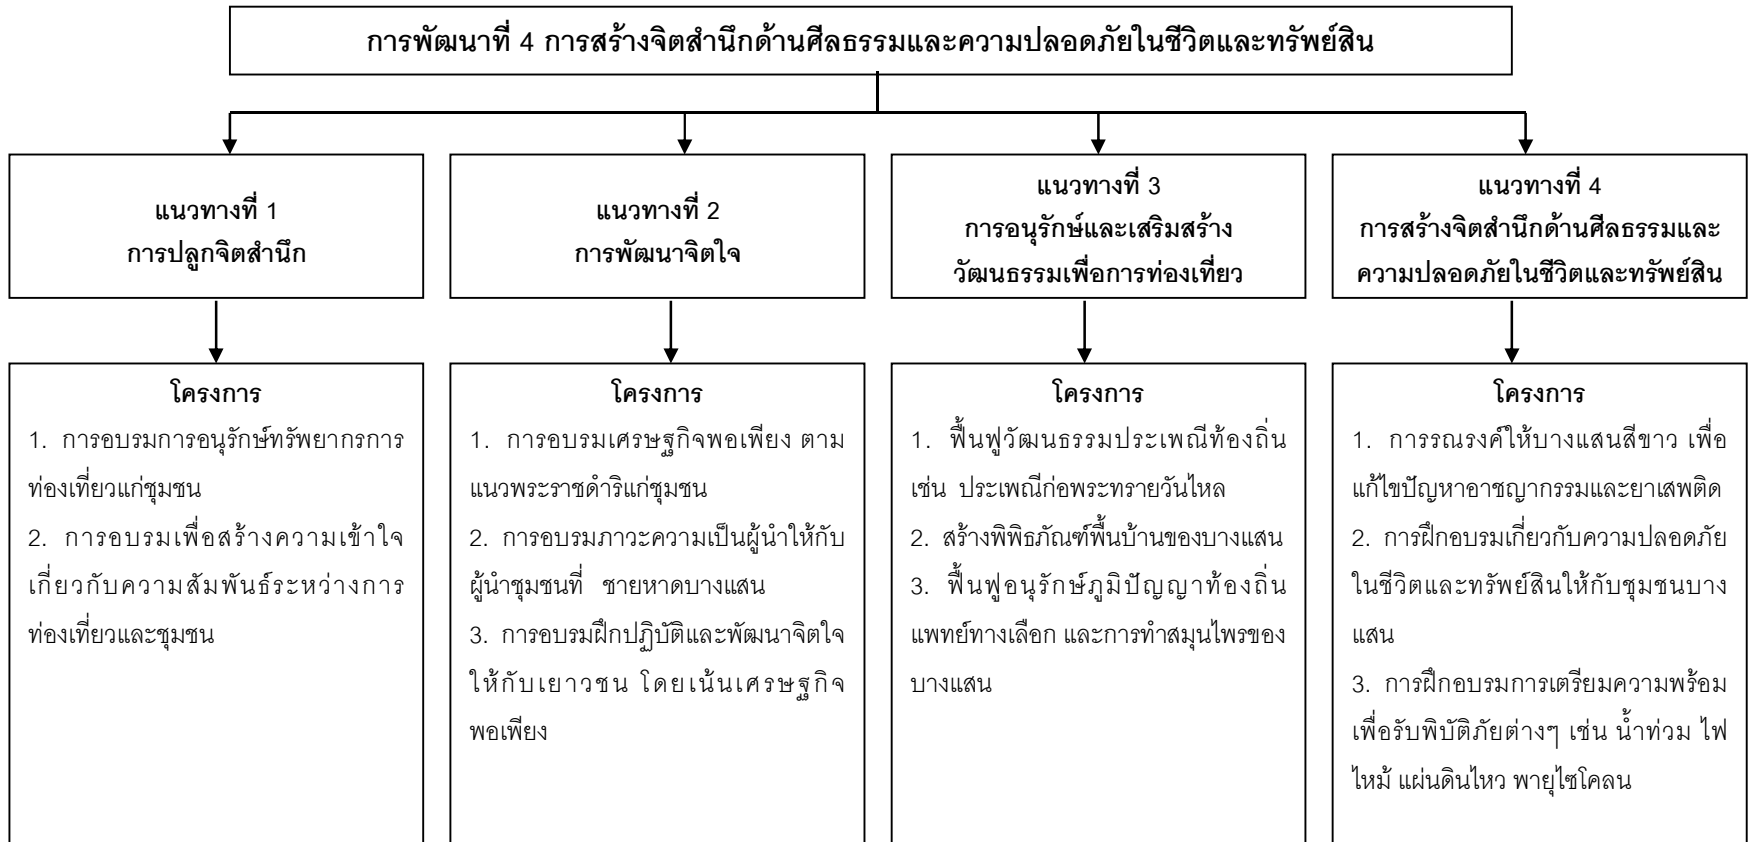 การพัฒนาที่ 4 การสร้างจิตสำนึกด้านศีลธรรมและความปลอดภัยในชีวิตและทรัพย์สิน
แนวทางที่ 1
การปลูกจิตสำนึก
แนวทางที่ 2
การพัฒนาจิตใจ
แนวทางที่ 3
การอนุรักษ์และเสริมสร้าง
วัฒนธรรมเพื่อการท่องเที่ยว
แนวทางที่ 4
การสร้างจิตสำนึกด้านศีลธรรมและ
ความปลอดภัยในชีวิตและทรัพย์สิน
โครงการ
1. การอบรมการอนุรักษ์ทรัพยากรการ
ท่องเที่ยวแก่ชุมชน
2. การอบรมเพื่อสร้างความเข้าใจ
เกี่ยวกับความสัมพันธ์ระหว่างการ
ท่องเที่ยวและชุมชน
โครงการ
1. การอบรมเศรษฐกิจพอเพียง ตาม
แนวพระราชดำริแก่ชุมชน
2. การอบรมภาวะความเป็นผู้นำให้กับ
ผู้นำชุมชนที่ ชายหาดบางแสน
3. การอบรมฝึกปฏิบัติและพัฒนาจิตใจ
ให้กับเยาวชน โดยเน้นเศรษฐกิจ
พอเพียง
โครงการ
1. ฟื้นฟูวัฒนธรรมประเพณีท้องถิ่น
เช่น ประเพณีก่อพระทรายวันไหล
2. สร้างพิพิธภัณฑ์พื้นบ้านของบางแสน
3. ฟื้นฟูอนุรักษ์ภูมิปัญญาท้องถิ่น
แพทย์ทางเลือก และการทำสมุนไพรของ
บางแสน
โครงการ
1. การรณรงค์ให้บางแสนสีขาว เพื่อ
แก้ไขปัญหาอาชญากรรมและยาเสพติด
2. การฝึกอบรมเกี่ยวกับความปลอดภัย
ในชีวิตและทรัพย์สินให้กับชุมชนบาง
แสน
3. การฝึกอบรมการเตรียมความพร้อม
เพื่อรับพิบัติภัยต่างๆ เช่น น้ำท่วม ไฟ
ไหม้ แผ่นดินไหว พายุไซโคลน